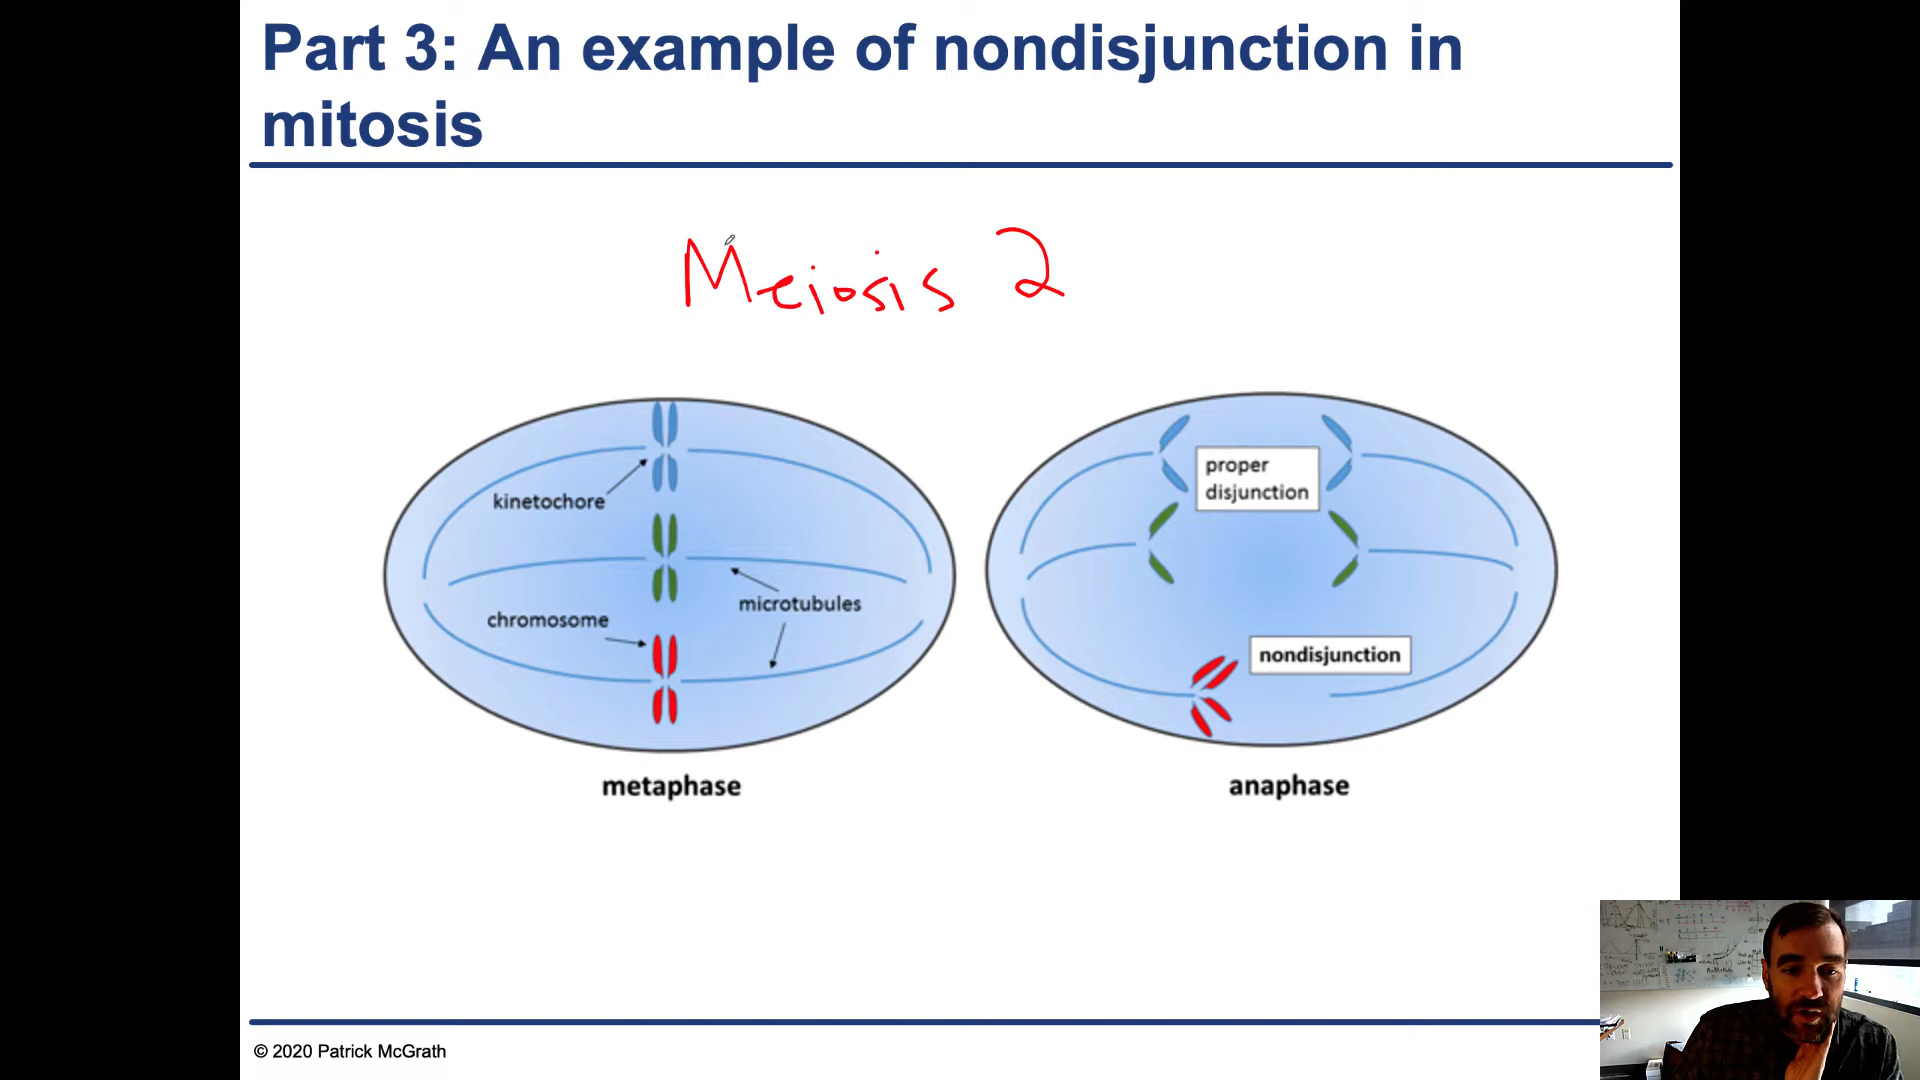 Part 3: An example of nondisjunction in
mitosis
Meiosis 2
kinetochore
chromosome
microtubules
metaphase
proper
disjunction
nondisjunction
anaphase
© 2020 Patrick McGrath